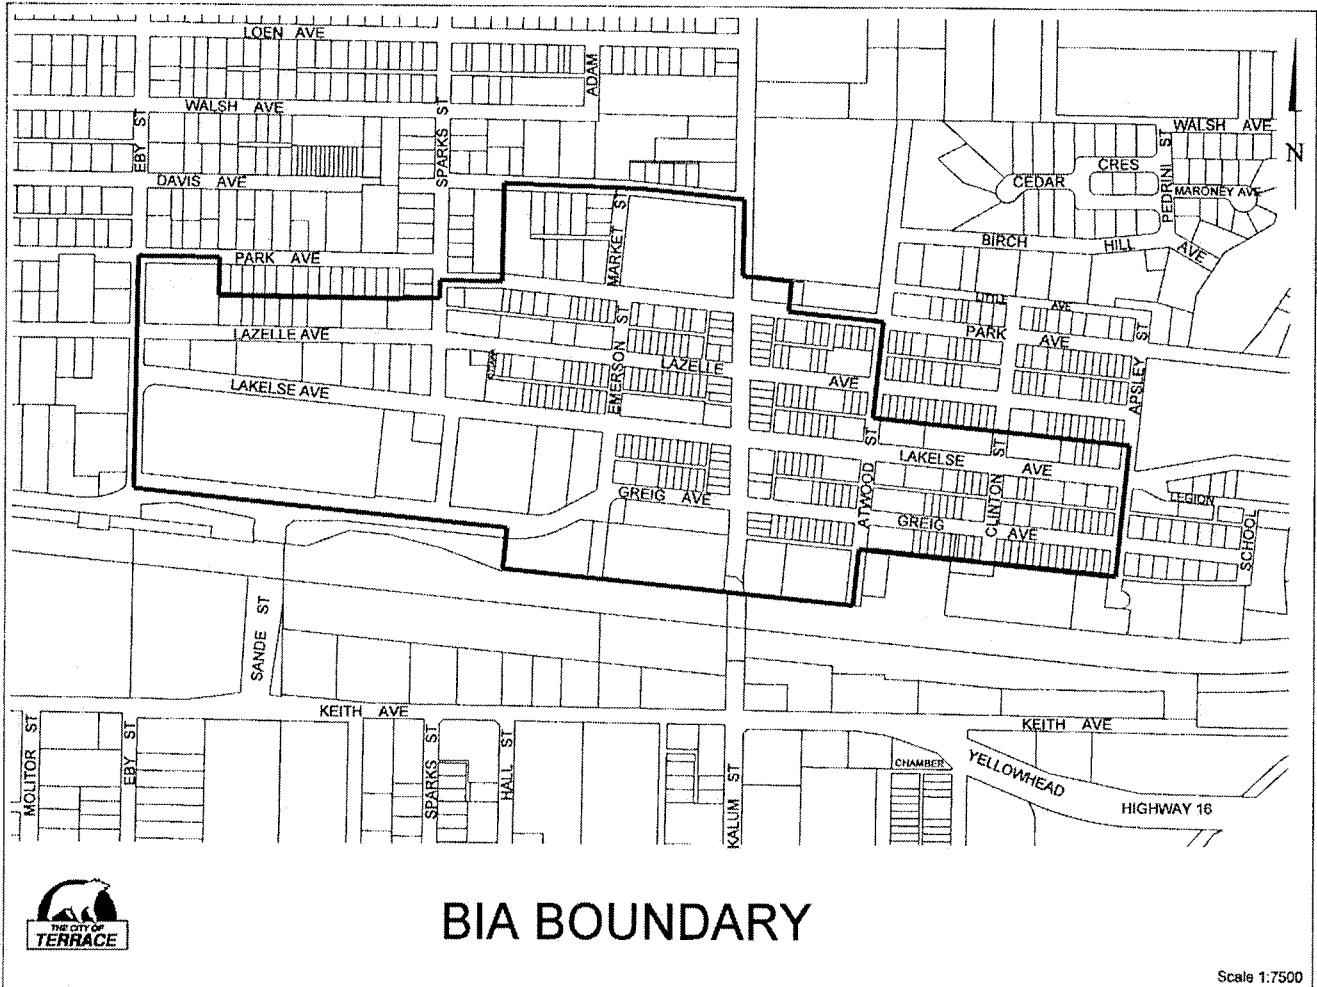 LOEN AVE
ADAM
WALSH AVE
EBY ST
SPARKS ST
WALSH AVE
PEDRINI ST
CRES
CEDAR
MARONEY AVE
N
DAVIS AVE
MARKET ST
BIRCH HILL AVE
PARK AVE
LITTLE AVE
PARK AVE
APSLEY ST
LAZELLE AVE
EMERSON ST
LAZELLE AVE
LAKELSE AVE
LAKELSE AVE
ATWOOD ST
CLINTON ST
GREIG AVE
GREIG AVE
LEGION
SCHOOL
SANDE ST
KEITH AVE
KEITH AVE
MOLITOR ST
EBY ST
SPARKS ST
HALL ST
KALUM ST
CHAMBER
YELLOWHEAD
HIGHWAY 16
THE CITY OF
TERRACE
BIA BOUNDARY
Scale 1:7500